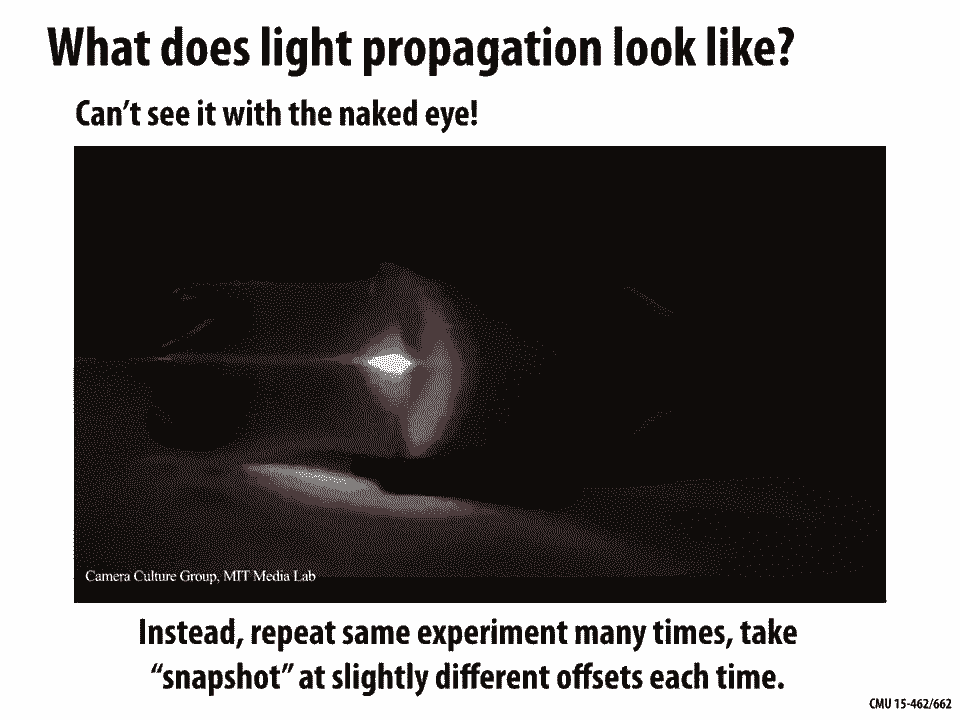 What does light propagation look like?
Can't see it with the naked eye!
Camera Culture Group, MIT Media Lab
Instead, repeat same experiment many times, take
“snapshot” at slightly different offsets each time.
CMU 15-462/662